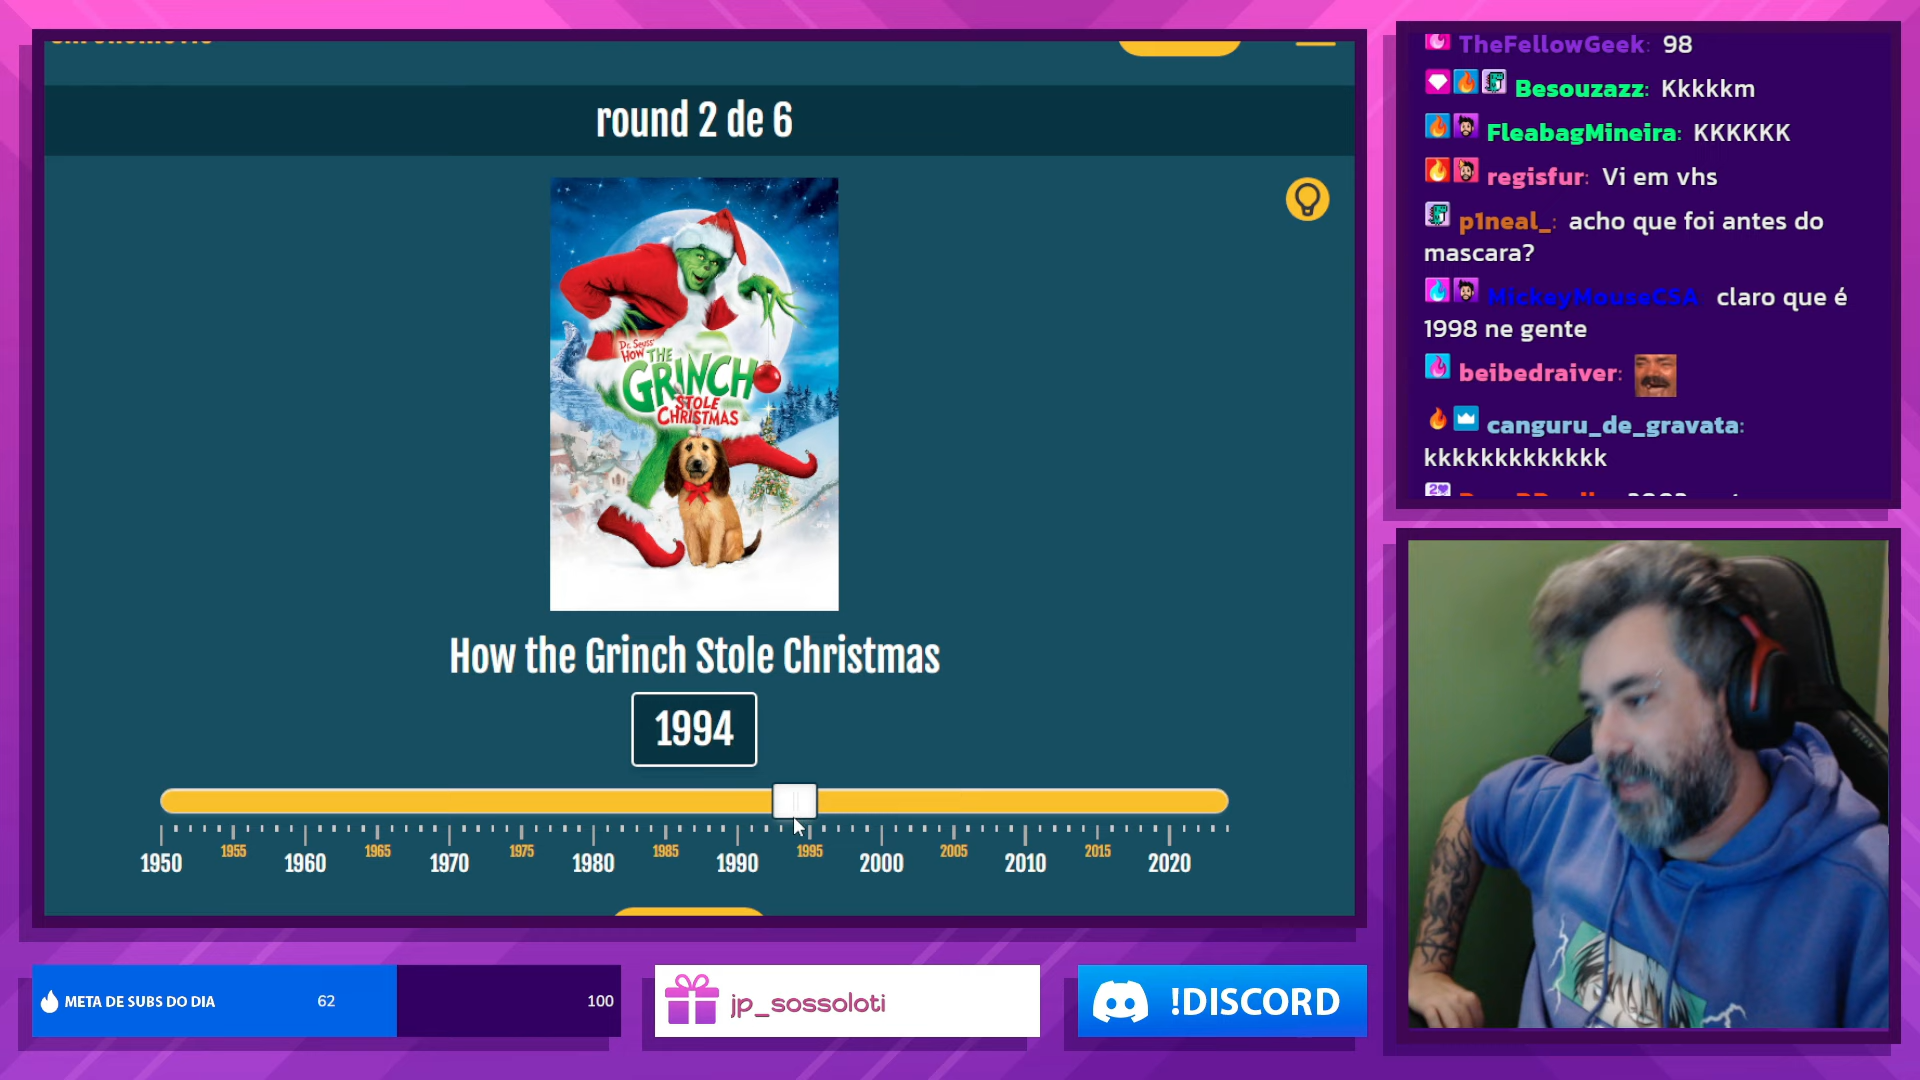 round 2 de 6
Dr. Seuss'
HOW THE
GRINCH
STOLE
CHRISTMAS
How the Grinch Stole Christmas
1994
1950 1955 1960 1965 1970 1975 1980 1985 1990 1995 2000 2005 2010 2015 2020
TheFellowGeek: 98
Besouzazz: Kkkkkm
FleabagMineira: KKKKKK
regisfur: Vi em vhs
p1neal_: acho que foi antes do
mascara?
MickeyMouseCSA: claro que é
1998 ne gente
beibedraiver:
canguru_de_gravata:
kkkkkkkkkkkkk
META DE SUBS DO DIA 62 100
jp_sossoloti
!DISCORD